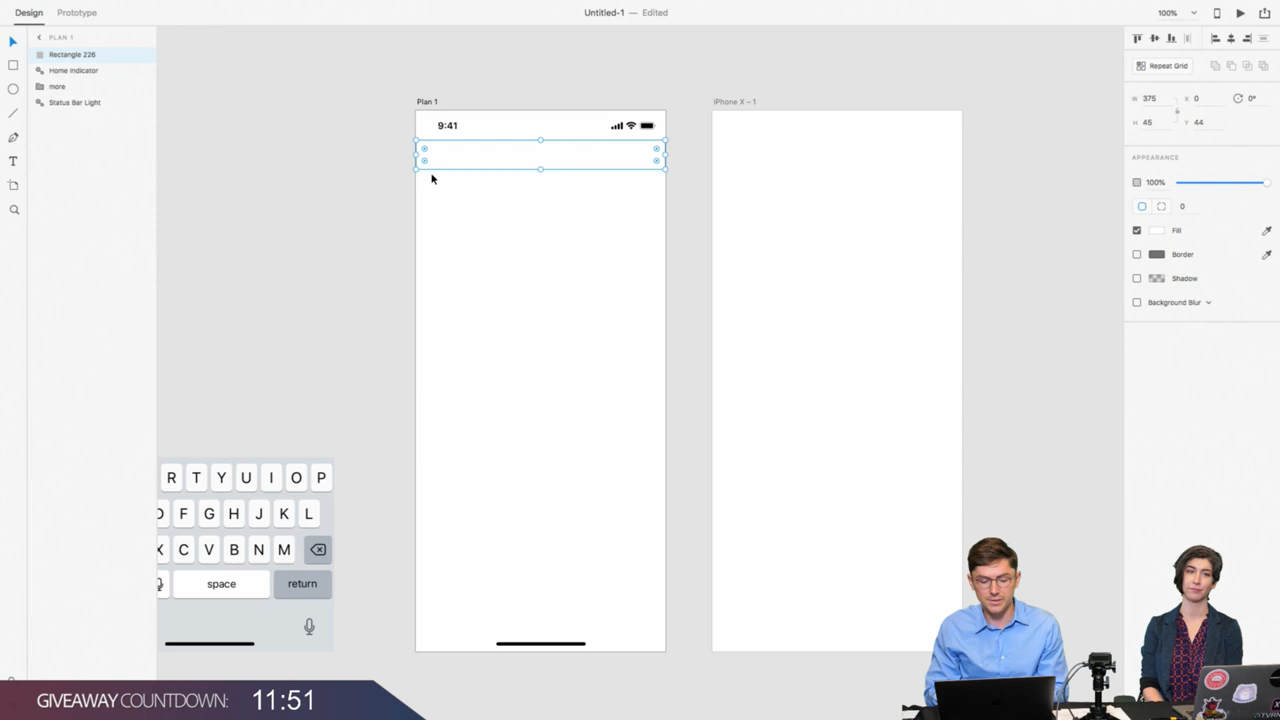 Design
Prototype
Untitled-1 — Edited
100%
PLAN 1
Rectangle 226
Home Indicator
more
Status Bar Light
Plan 1
9:41
iPhone X – 1
Repeat Grid
W 375 X 0 0°
H 45 Y 44
APPEARANCE
100%
0
Fill
Border
Shadow
Background Blur
R T Y U I O P
F G H J K L
X C V B N M
space
return
GIVEAWAY COUNTDOWN: 11:51